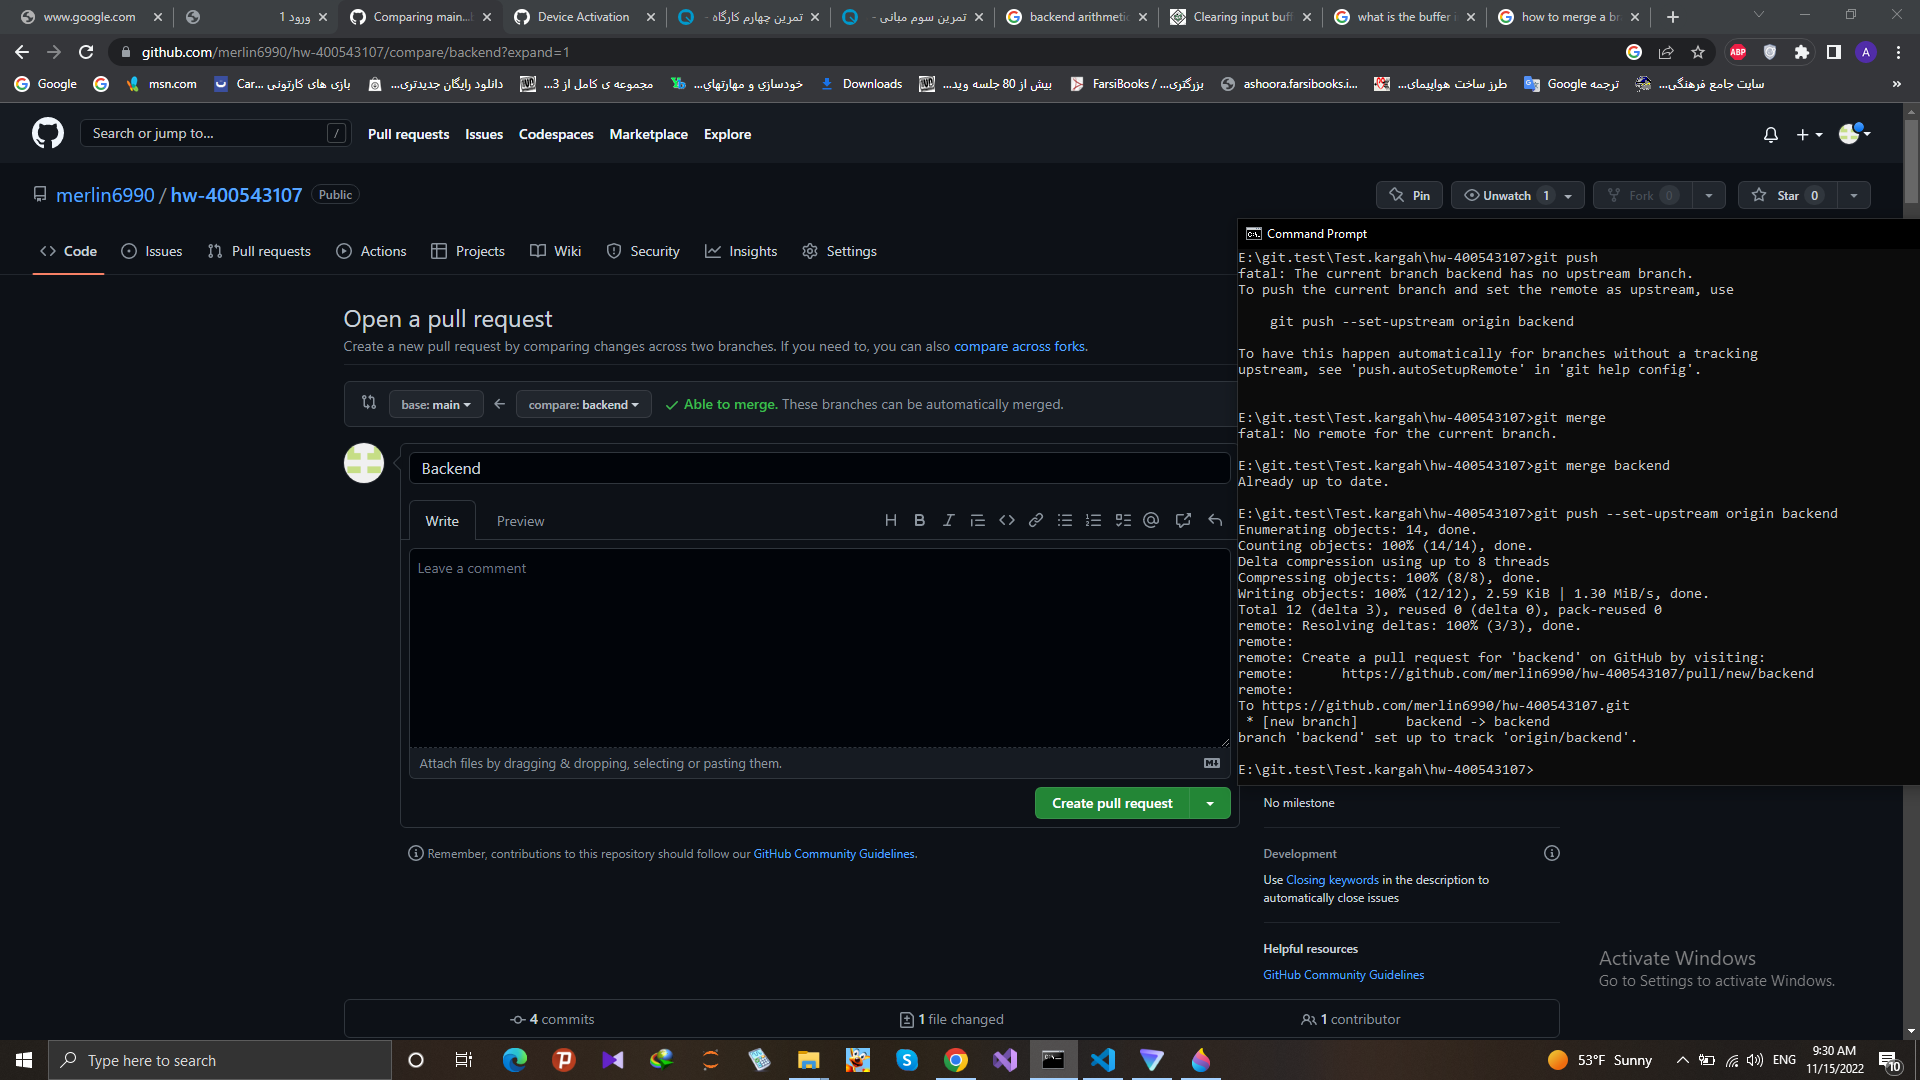 www.google.com
ورود 1
Comparing main...b
Device Activation
تمرین چهارم کارگاه -
تمرین سوم مبانی -
backend arithmetic
Clearing input buff
what is the buffer i
how to merge a bra
github.com/merlin6990/hw-400543107/compare/backend?expand=1
Google
msn.com
بازی های کارتونی Car...
دانلود رایگان جدیدتری...
مجموعه ی کامل از 3...
خودسازي و مهارتهاي...
Downloads
بیش از 80 جلسه وید...
FarsiBooks / بزرگتری...
ashoora.farsibooks.i...
طرز ساخت هواپیمای...
ترجمه Google
سایت جامع فرهنگی...
Search or jump to...
/
Pull requests
Issues
Codespaces
Marketplace
Explore
merlin6990 / hw-400543107
Public
Pin
Unwatch 1
Fork 0
Star 0
Code
Issues
Pull requests
Actions
Projects
Wiki
Security
Insights
Settings
Open a pull request
Create a new pull request by comparing changes across two branches. If you need to, you can also compare across forks.
base: main
compare: backend
Able to merge. These branches can be automatically merged.
Backend
Write
Preview
Leave a comment
Attach files by dragging & dropping, selecting or pasting them.
Create pull request
Remember, contributions to this repository should follow our GitHub Community Guidelines.
Command Prompt
E:\git.test\Test.kargah\hw-400543107>git push
fatal: The current branch backend has no upstream branch.
To push the current branch and set the remote as upstream, use
git push --set-upstream origin backend
To have this happen automatically for branches without a tracking
upstream, see 'push.autoSetupRemote' in 'git help config'.
E:\git.test\Test.kargah\hw-400543107>git merge
fatal: No remote for the current branch.
E:\git.test\Test.kargah\hw-400543107>git merge backend
Already up to date.
E:\git.test\Test.kargah\hw-400543107>git push --set-upstream origin backend
Enumerating objects: 14, done.
Counting objects: 100% (14/14), done.
Delta compression using up to 8 threads
Compressing objects: 100% (8/8), done.
Writing objects: 100% (12/12), 2.59 KiB | 1.30 MiB/s, done.
Total 12 (delta 3), reused 0 (delta 0), pack-reused 0
remote: Resolving deltas: 100% (3/3), done.
remote:
remote: Create a pull request for 'backend' on GitHub by visiting:
remote:      https://github.com/merlin6990/hw-400543107/pull/new/backend
remote:
To https://github.com/merlin6990/hw-400543107.git
* [new branch]      backend -> backend
branch 'backend' set up to track 'origin/backend'.
E:\git.test\Test.kargah\hw-400543107>
No milestone
Development
Use Closing keywords in the description to
automatically close issues
Helpful resources
GitHub Community Guidelines
4 commits
1 file changed
1 contributor
Activate Windows
Go to Settings to activate Windows.
Type here to search
53°F Sunny
ENG
9:30 AM
11/15/2022
10